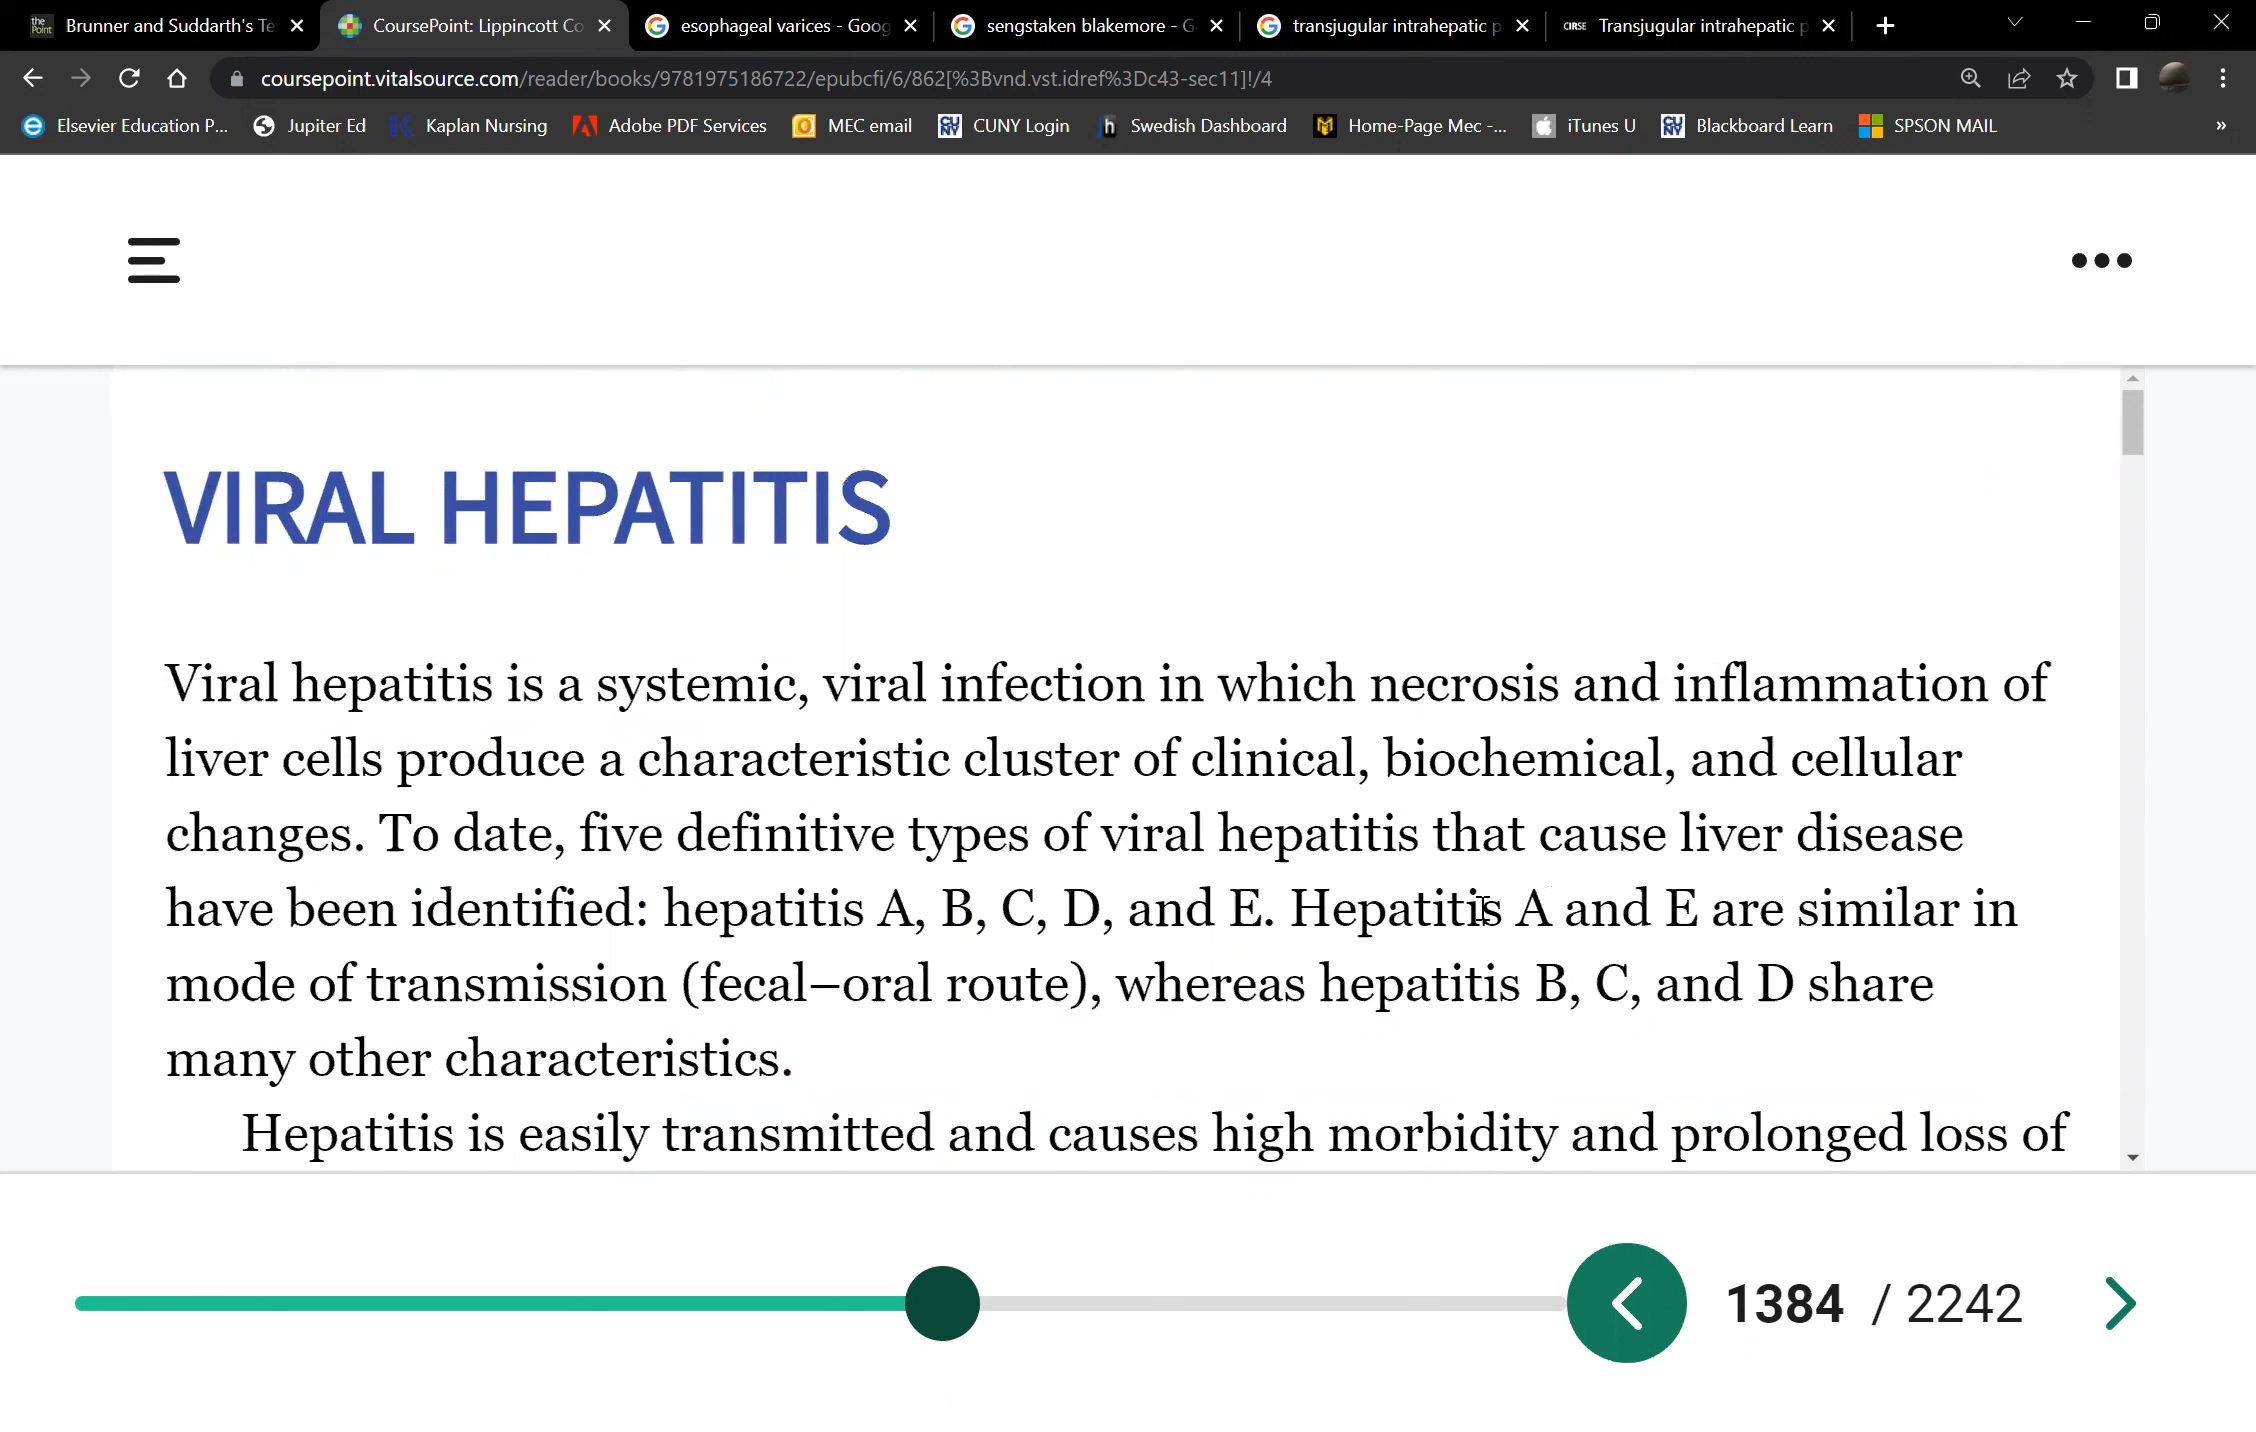 the Point
Brunner and Suddarth's Te
CoursePoint: Lippincott Co
esophageal varices - Goog
sengstaken blakemore - G
transjugular intrahepatic p
CIRSE
Transjugular intrahepatic p
coursepoint.vitalsource.com/reader/books/9781975186722/epubcfi/6/862[%3Bvnd.vst.idref%3Dc43-sec11]!/4
Elsevier Education P...
Jupiter Ed
Kaplan Nursing
Adobe PDF Services
MEC email
CUNY Login
Swedish Dashboard
Home-Page Mec -...
iTunes U
Blackboard Learn
SPSON MAIL
»
VIRAL HEPATITIS
Viral hepatitis is a systemic, viral infection in which necrosis and inflammation of
liver cells produce a characteristic cluster of clinical, biochemical, and cellular
changes. To date, five definitive types of viral hepatitis that cause liver disease
have been identified: hepatitis A, B, C, D, and E. Hepatitis A and E are similar in
mode of transmission (fecal–oral route), whereas hepatitis B, C, and D share
many other characteristics.
Hepatitis is easily transmitted and causes high morbidity and prolonged loss of
1384 / 2242